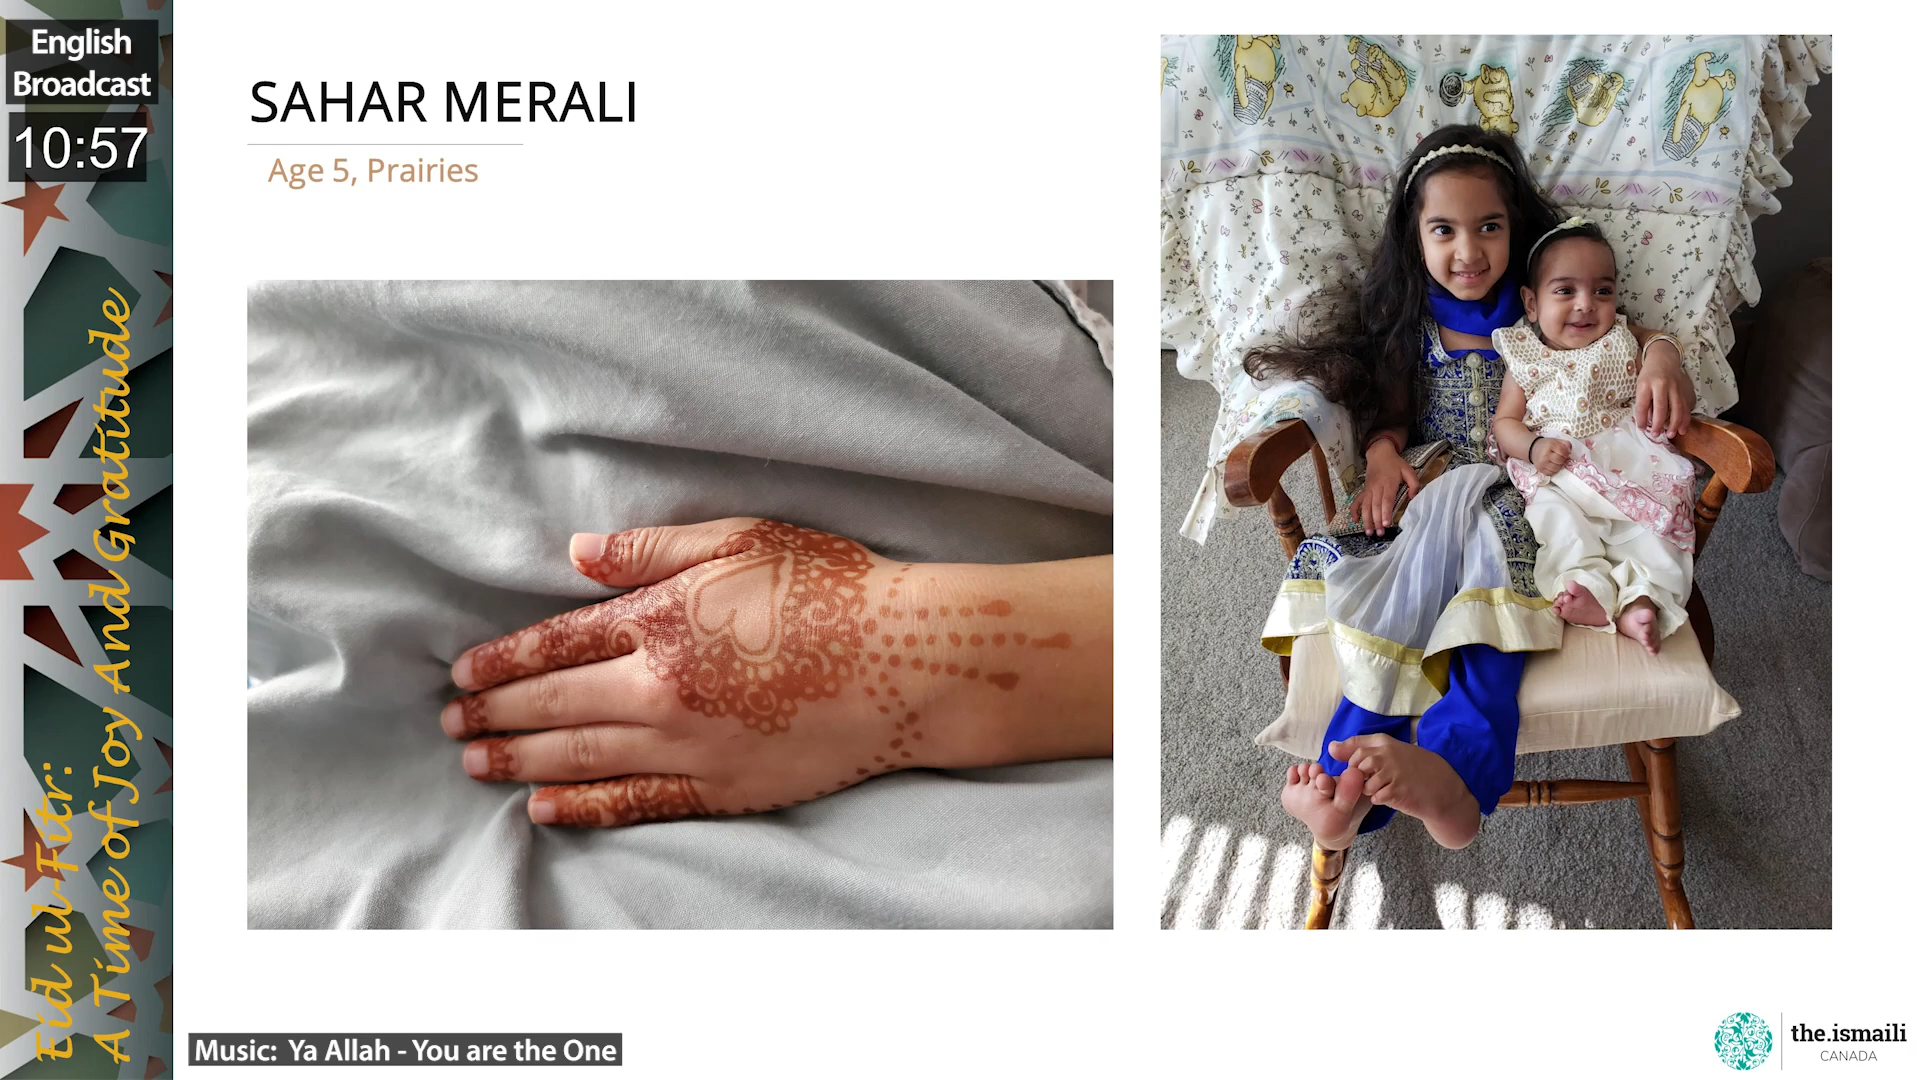 English
Broadcast
10:57
Eid ul-Fitr:
A Time of Joy And Gratitude
SAHAR MERALI
Age 5, Prairies
Music: Ya Allah - You are the One
the.ismaili
CANADA